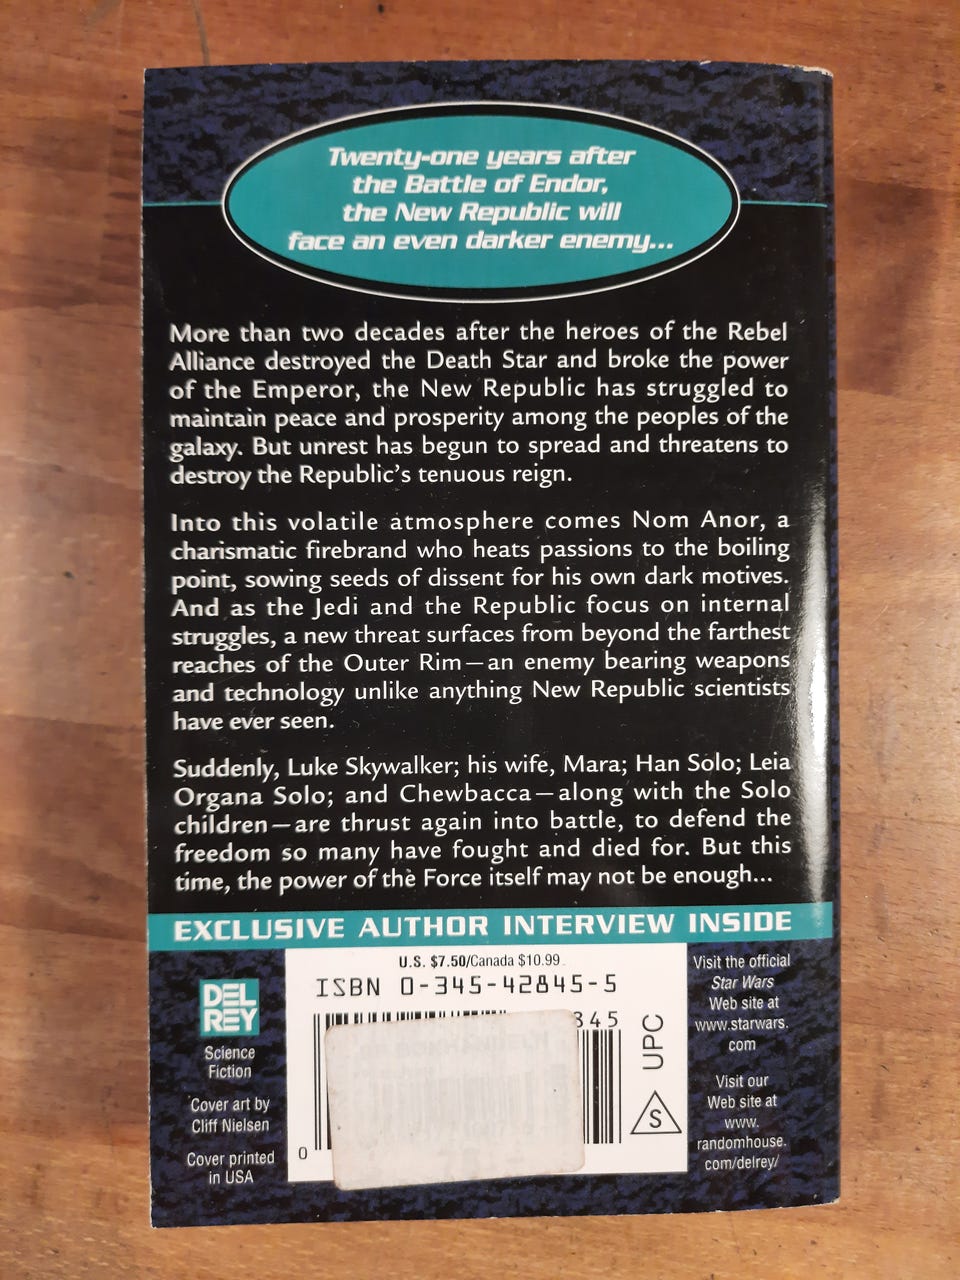 Twenty-one years after
the Battle of Endor,
the New Republic will
face an even darker enemy...
More than two decades after the heroes of the Rebel
Alliance destroyed the Death Star and broke the power
of the Emperor, the New Republic has struggled to
maintain peace and prosperity among the peoples of the
galaxy. But unrest has begun to spread and threatens to
destroy the Republic's tenuous reign.
Into this volatile atmosphere comes Nom Anor, a
charismatic firebrand who heats passions to the boiling
point, sowing seeds of dissent for his own dark motives.
And as the Jedi and the Republic focus on internal
struggles, a new threat surfaces from beyond the farthest
reaches of the Outer Rim—an enemy bearing weapons
and technology unlike anything New Republic scientists
have ever seen.
Suddenly, Luke Skywalker; his wife, Mara; Han Solo; Leia
Organa Solo; and Chewbacca—along with the Solo
children—are thrust again into battle, to defend the
freedom so many have fought and died for. But this
time, the power of the Force itself may not be enough...
EXCLUSIVE AUTHOR INTERVIEW INSIDE
DEL
REY
Science
Fiction
Cover art by
Cliff Nielsen
Cover printed
in USA
U.S. $7.50/Canada $10.99
ISBN 0-345-42845-5
845
UPC
S
0
Visit the official
Star Wars
Web site at
www.starwars.
com
Visit our
Web site at
www.
randomhouse.
com/delrey/